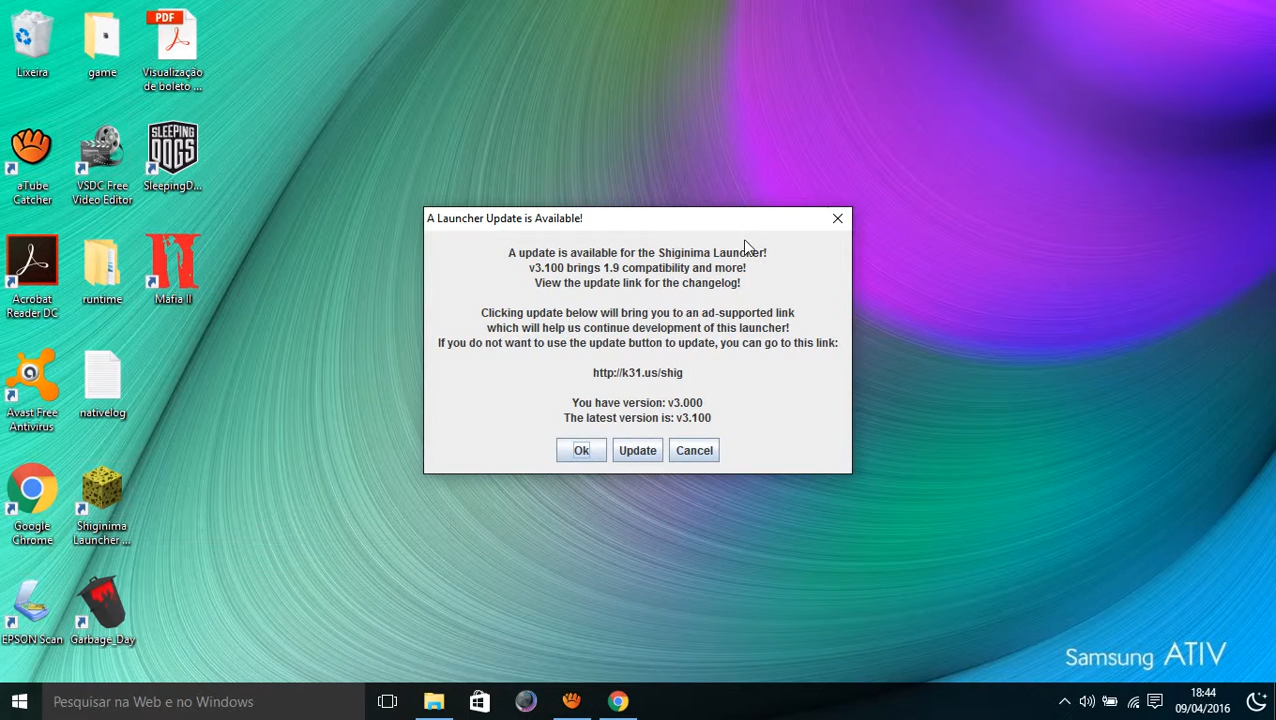 Lixeira
game
PDF
Visualização
de boleto ...
aTube
Catcher
VSDC Free
Video Editor
SLEEPING
DOGS
SleepingD...
Acrobat
Reader DC
runtime
Mafia II
Avast Free
Antivirus
nativelog
Google
Chrome
Shiginima
Launcher ...
EPSON Scan
Garbage_Day
A Launcher Update is Available!
A update is available for the Shiginima Launcher!
v3.100 brings 1.9 compatibility and more!
View the update link for the changelog!
Clicking update below will bring you to an ad-supported link
which will help us continue development of this launcher!
If you do not want to use the update button to update, you can go to this link:
http://k31.us/shig
You have version: v3.000
The latest version is: v3.100
Ok
Update
Cancel
Samsung ATIV
Pesquisar na Web e no Windows
18:44
09/04/2016